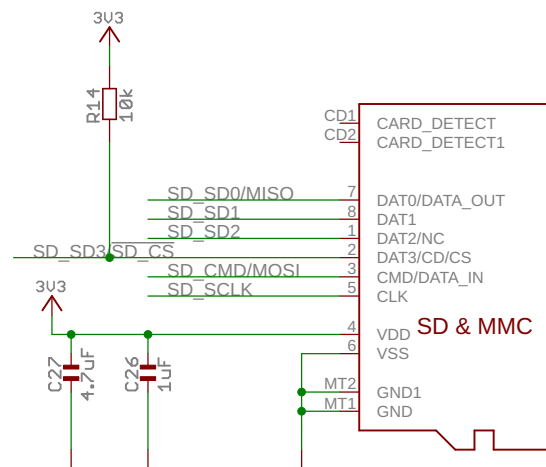 3V3
R14
10k
CD1 CARD_DETECT
CD2 CARD_DETECT1
SD_SD0/MISO 7 DAT0/DATA_OUT
SD_SD1 8 DAT1
SD_SD2 1 DAT2/NC
SD_SD3/SD_CS 2 DAT3/CD/CS
SD_CMD/MOSI 3 CMD/DATA_IN
SD_SCLK 5 CLK
3V3
4 VDD SD & MMC
6 VSS
C27
4.7uF
C26
1uF
MT2 GND1
MT1 GND